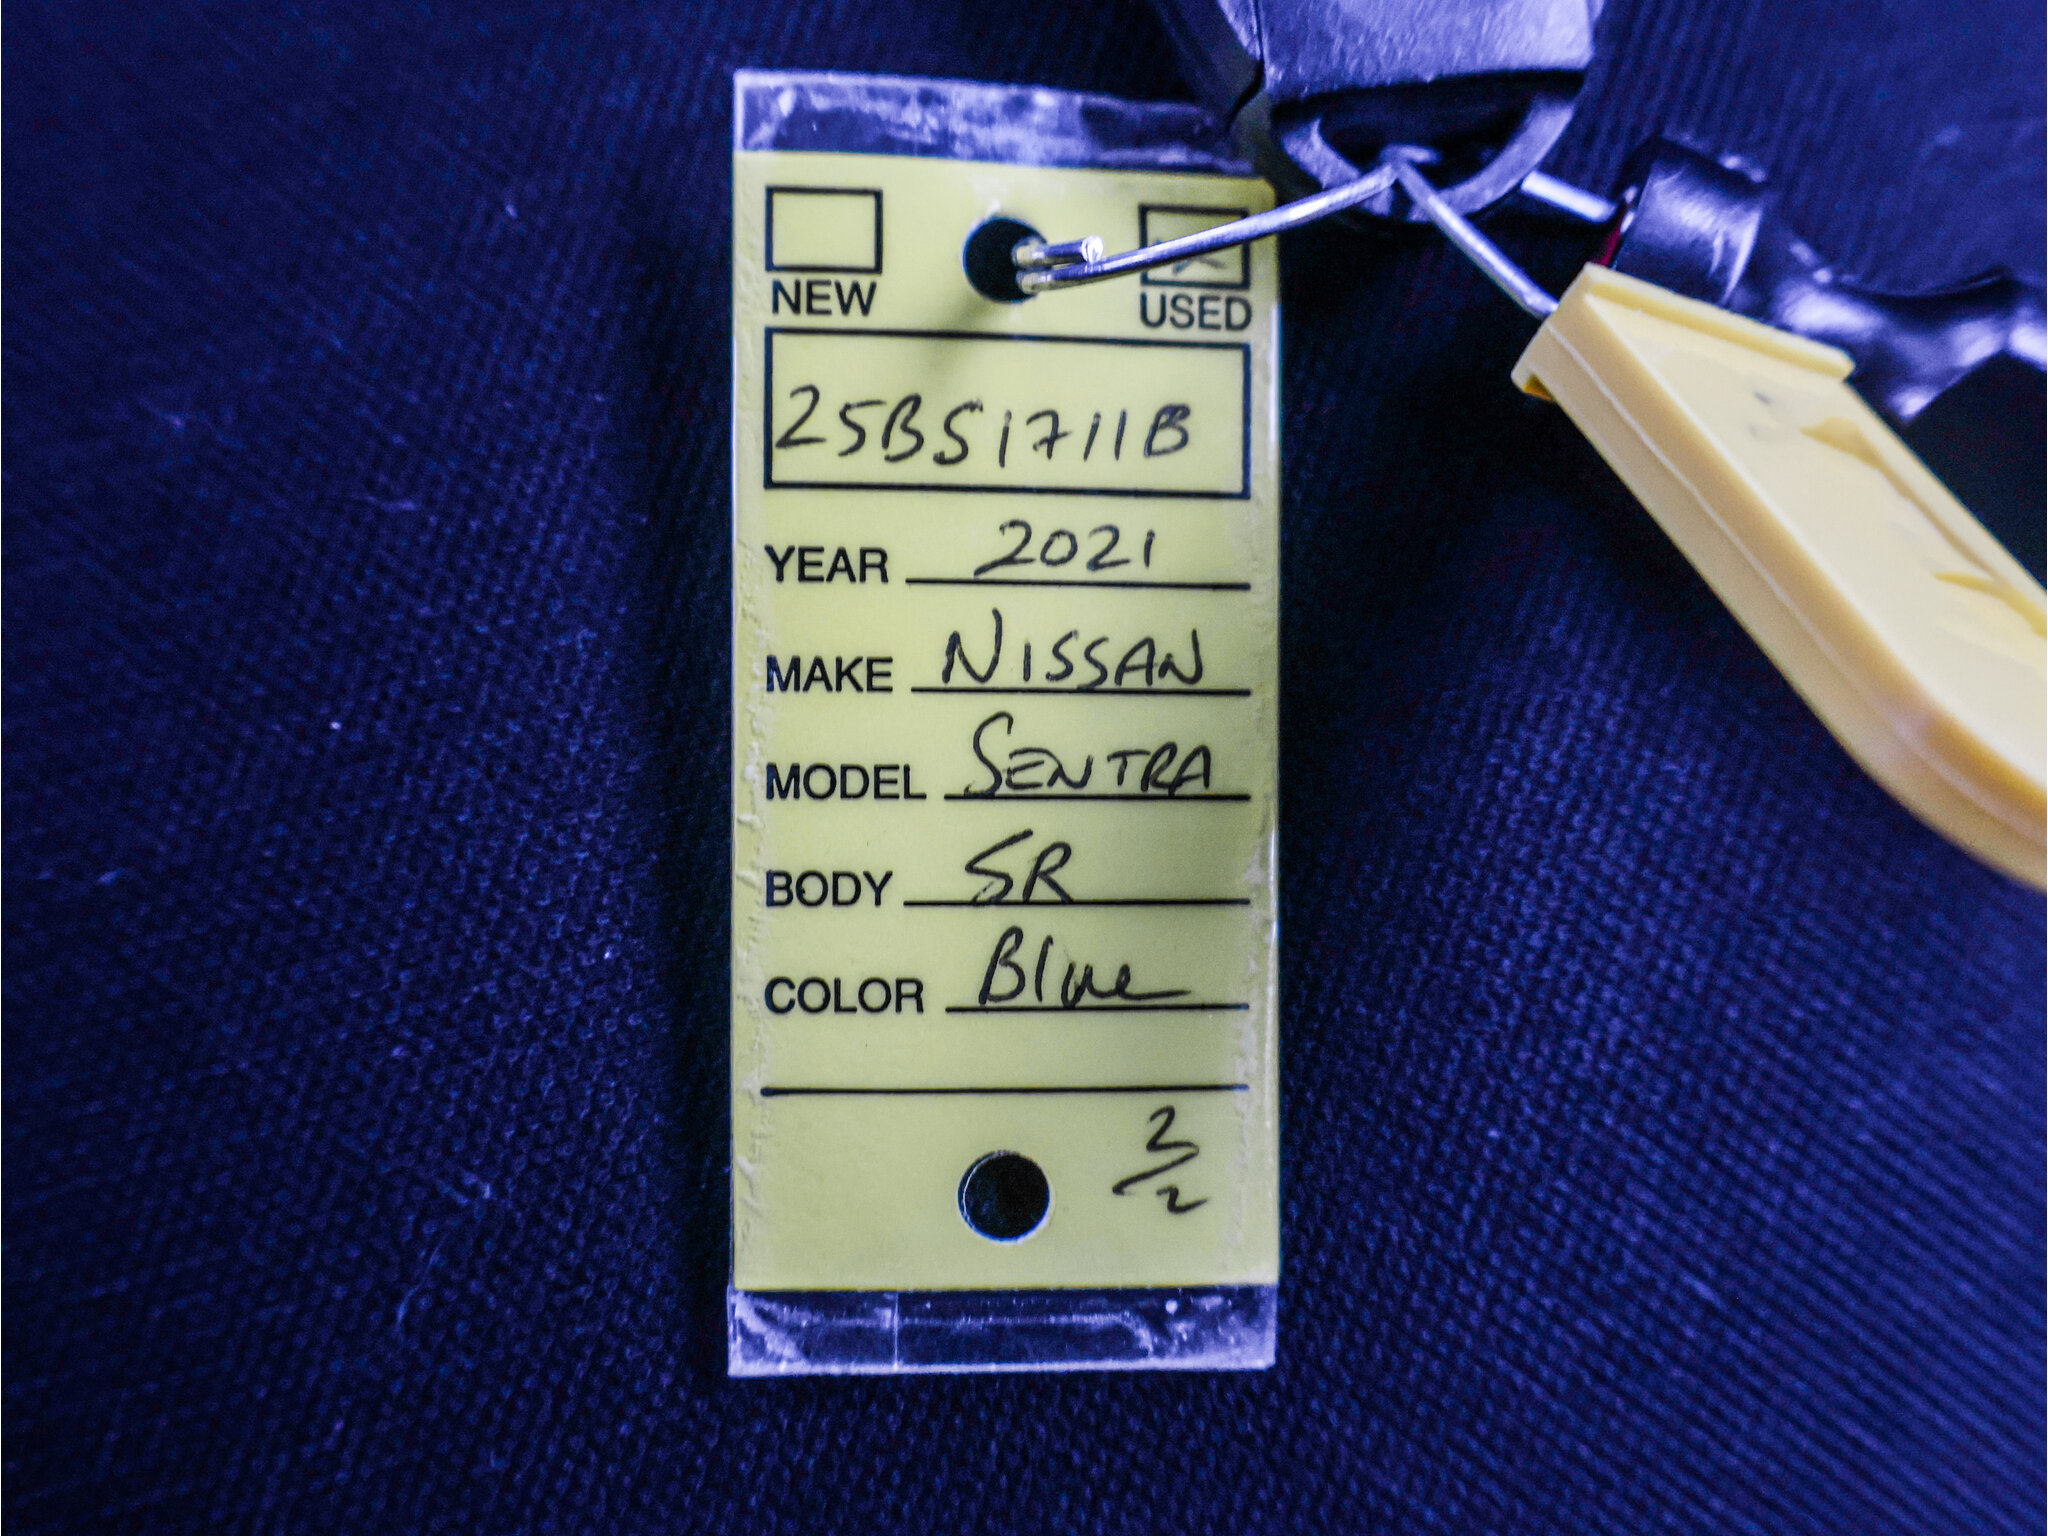 NEW USED
25BS1711B
YEAR 2021
MAKE NISSAN
MODEL SENTRA
BODY SR
COLOR Blue
2/2